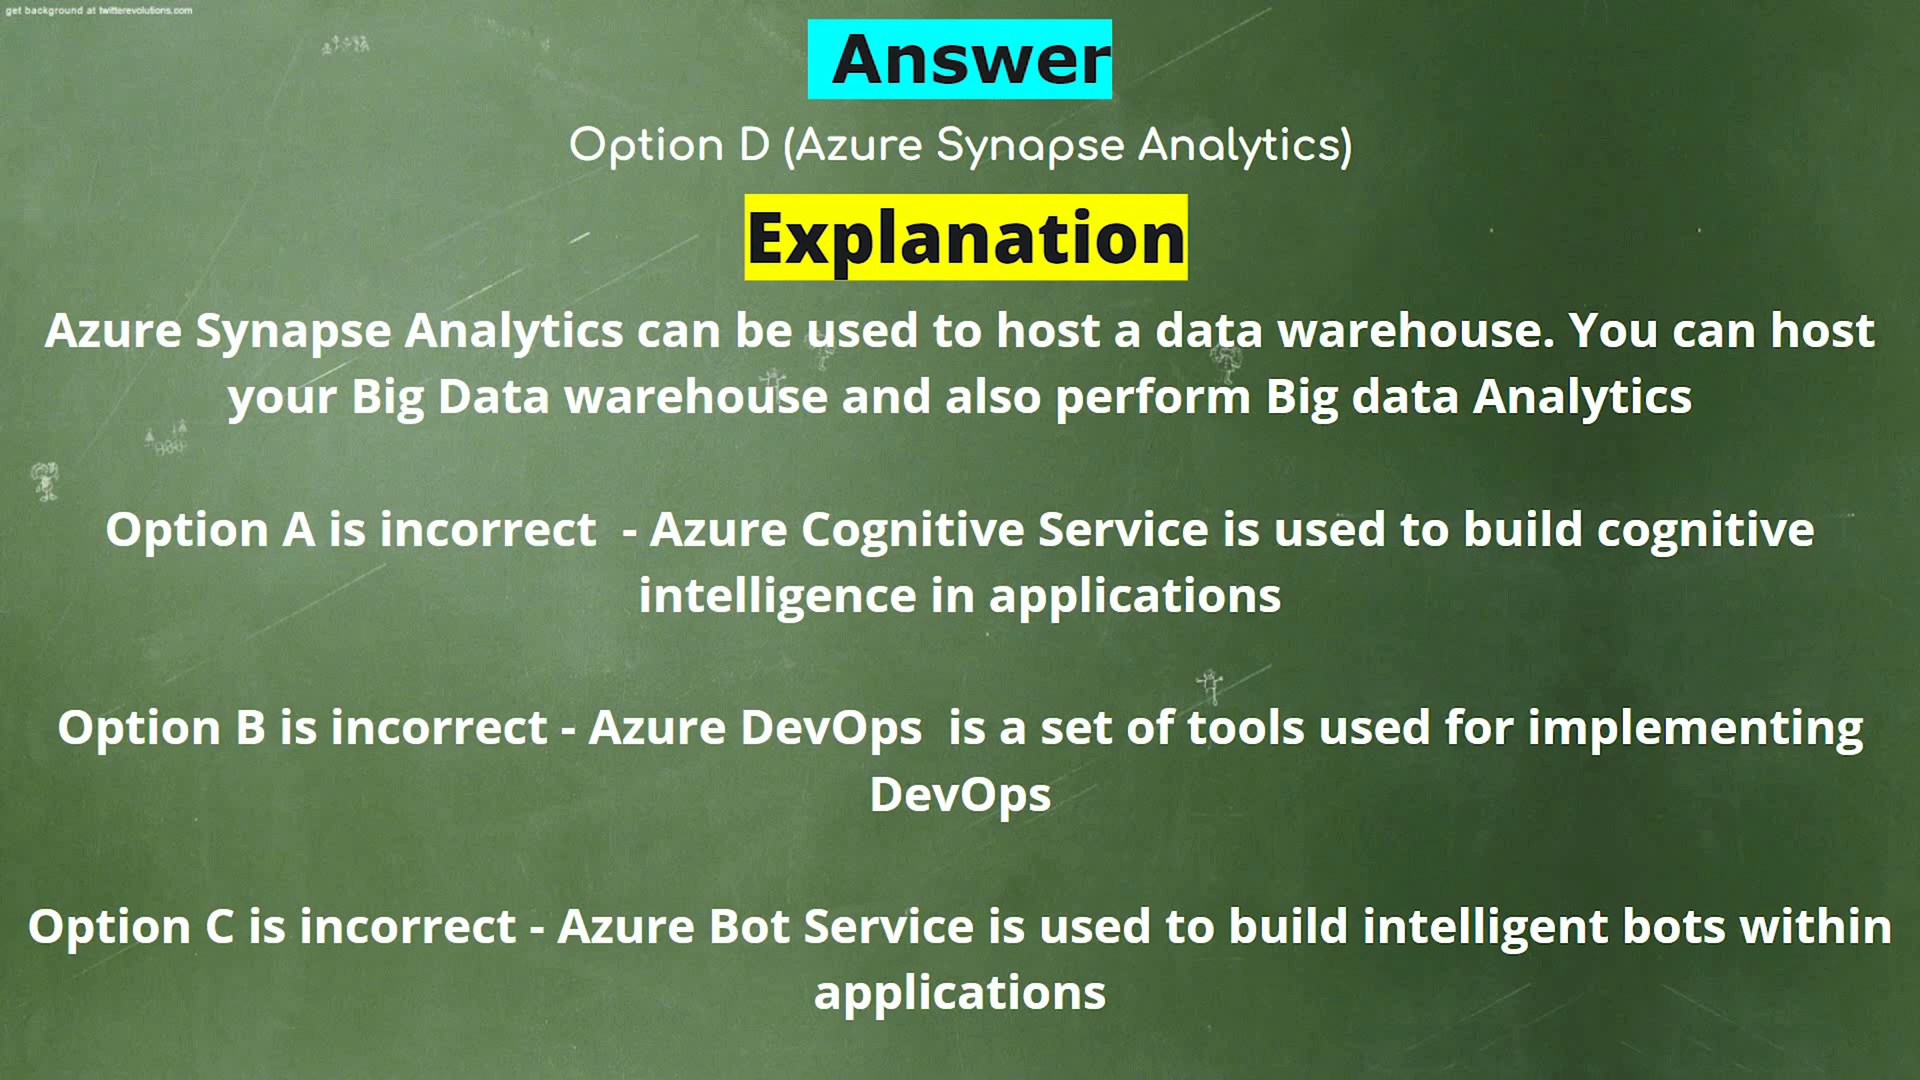 get background at twitterevolutions.com
Answer
Option D (Azure Synapse Analytics)
Explanation
Azure Synapse Analytics can be used to host a data warehouse. You can host
your Big Data warehouse and also perform Big data Analytics
Option A is incorrect - Azure Cognitive Service is used to build cognitive
intelligence in applications
Option B is incorrect - Azure DevOps is a set of tools used for implementing
DevOps
Option C is incorrect - Azure Bot Service is used to build intelligent bots within
applications